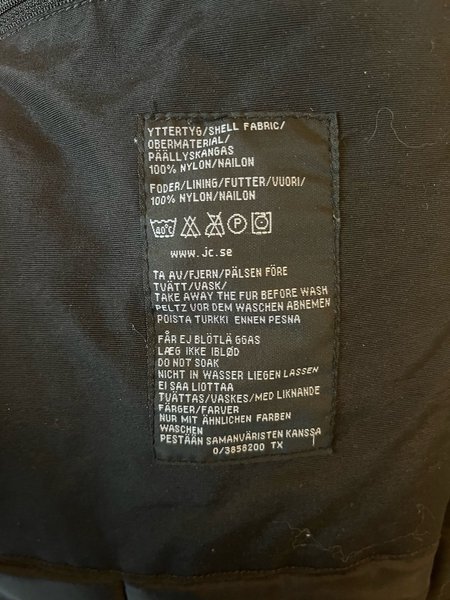 YTTERTYG/SHELL FABRIC/
OBERMATERIAL/
PÄÄLLYSKANGAS
100% NYLON/NAILON
FODER/LINING/FUTTER/VUORI/
100% NYLON/NAILON
40°C P
www.jc.se
TA AV/FJERN/PÄLSEN FÖRE
TVÄTT/VASK/
TAKE AWAY THE FUR BEFORE WASH
PELTZ VOR DEM WASCHEN ABNEMEN
POISTA TURKKI ENNEN PESNA
FÅR EJ BLÖTLÄ GGAS
LÆG IKKE IBLØD
DO NOT SOAK
NICHT IN WASSER LIEGEN LASSEN
EI SAA LIOTTAA
TVÄTTAS/VASKES/MED LIKNANDE
FÄRGER/FARVER
NUR MIT ÄHNLICHEN FARBEN
WASCHEN
PESTÄÄN SAMANVÄRISTEN KANSSA
0/3858200 TX